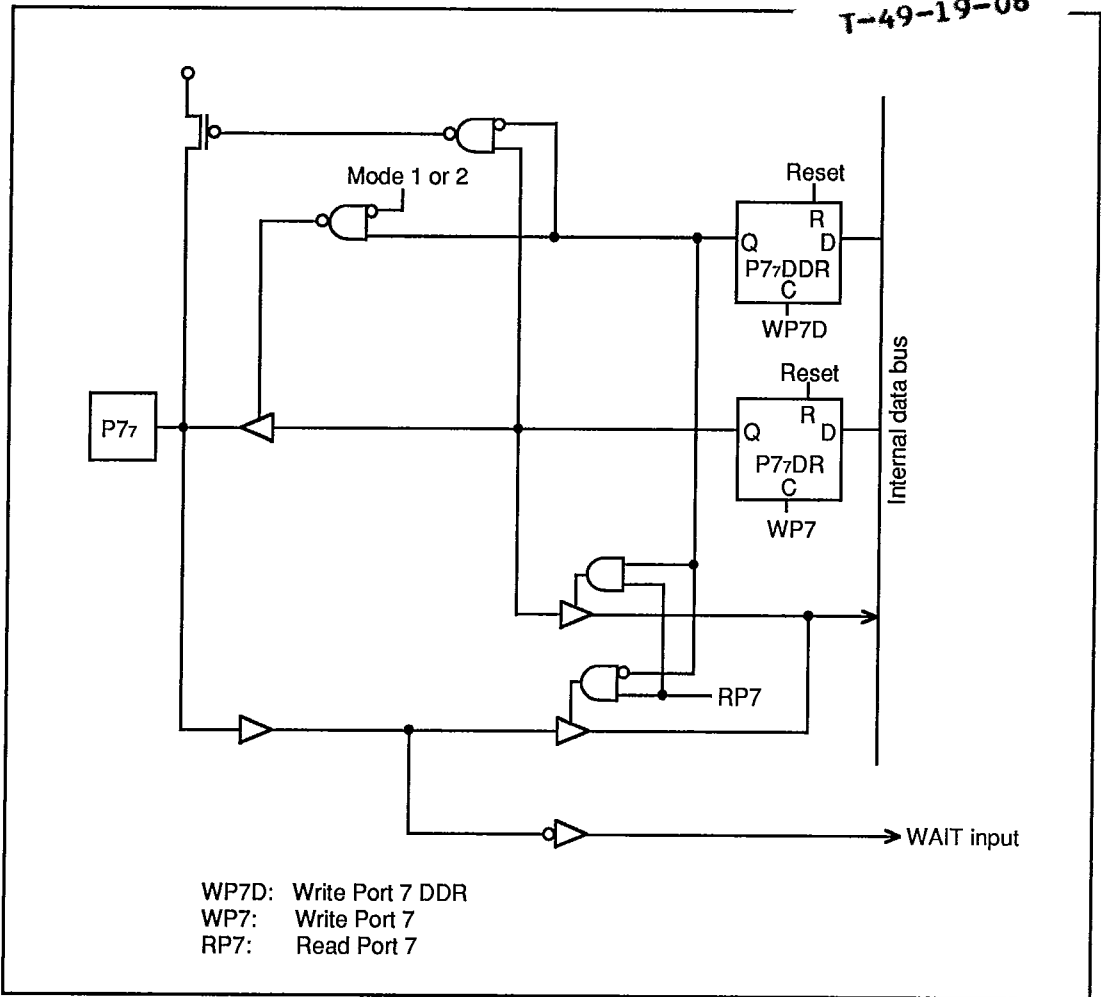 T-49-19-08
Mode 1 or 2
Reset
R
Q D
P7₇DDR
C
WP7D
Internal data bus
Reset
R
P7₇
Q D
P7₇DR
C
WP7
RP7
WAIT input
WP7D: Write Port 7 DDR
WP7: Write Port 7
RP7: Read Port 7